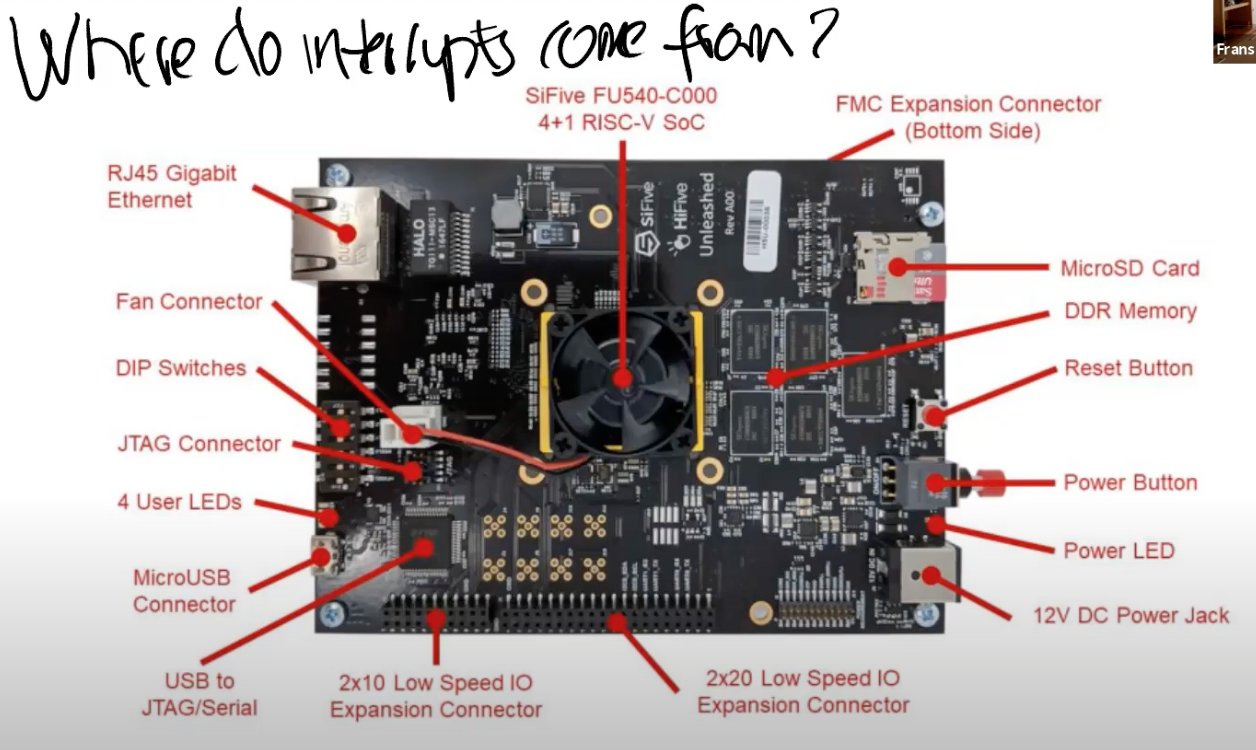 Where do interrupts come from?
Frans
SiFive FU540-C000
4+1 RISC-V SoC
FMC Expansion Connector
(Bottom Side)
RJ45 Gigabit
Ethernet
HALO
SiFive
HiFive
Unleashed
Rev A00
MicroSD Card
Fan Connector
DDR Memory
DIP Switches
Reset Button
RESET
JTAG Connector
4 User LEDs
ON/OFF
Power Button
Power LED
MicroUSB
Connector
12V DC Power Jack
USB to
JTAG/Serial
2x10 Low Speed IO
Expansion Connector
2x20 Low Speed IO
Expansion Connector